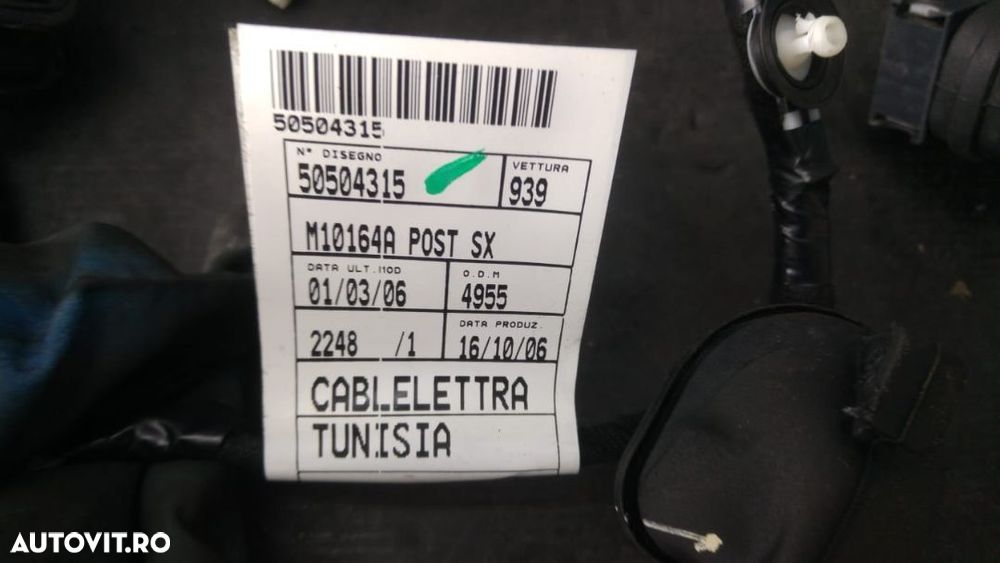 50504315
N° DISEGNO
50504315
VETTURA
939
M10164A POST SX
DATA ULT.MOD
01/03/06
O.D.M
4955
2248 /1
DATA PRODUZ.
16/10/06
CABLELETTRA
TUNISIA
AUTOVIT.RO